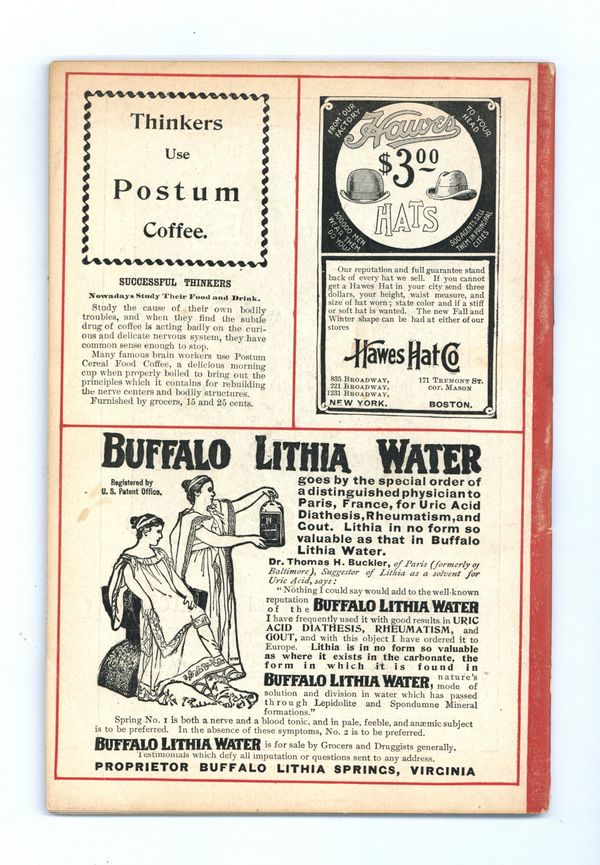 Thinkers
Use
Postum
Coffee.
SUCCESSFUL THINKERS
Nowadays Study Their Food and Drink.
Study the cause of their own bodily
troubles, and when they find the subtle
drug of coffee is acting badly on the curi-
ous and delicate nervous system, they have
common sense enough to stop.
Many famous brain workers use Postum
Cereal Food Coffee, a delicious morning
cup when properly boiled to bring out the
principles which it contains for rebuilding
the nerve centers and bodily structures.
Furnished by grocers, 15 and 25 cents.
FROM OUR
FACTORY
TO YOUR
HEAD
Hawes
$3.00
HATS
300000 MEN
WEAR THEM
DO YOU?
500 AGENTS SELL
THEM IN PRINCIPAL
CITIES
Our reputation and full guarantee stand
back of every hat we sell. If you cannot
get a Hawes Hat in your city send three
dollars, your height, waist measure, and
size of hat worn; state color and if a stiff
or soft hat is wanted. The new Fall and
Winter shape can be had at either of our
stores
Hawes Hat Co
835 BROADWAY,
221 BROADWAY,
1231 BROADWAY,
NEW YORK.
171 TREMONT ST.
COR. MASON
BOSTON.
BUFFALO LITHIA WATER
Registered by
U. S. Patent Office.
goes by the special order of
a distinguished physician to
Paris, France, for Uric Acid
Diathesis, Rheumatism, and
Gout. Lithia in no form so
valuable as that in Buffalo
Lithia Water.
Dr. Thomas H. Buckler, of Paris (formerly of
Baltimore), Suggestor of Lithia as a solvent for
Uric Acid, says:
"Nothing I could say would add to the well-known
reputation of the BUFFALO LITHIA WATER
I have frequently used it with good results in URIC
ACID DIATHESIS, RHEUMATISM, and
GOUT, and with this object I have ordered it to
Europe. Lithia is in no form so valuable
as where it exists in the carbonate, the
form in which it is found in
BUFFALO LITHIA WATER, nature's mode of
solution and division in water which has passed
through Lepidolite and Spondumne Mineral
formations."
Spring No. 1 is both a nerve and a blood tonic, and in pale, feeble, and anæmic subject
is to be preferred. In the absence of these symptoms, No. 2 is to be preferred.
BUFFALO LITHIA WATER is for sale by Grocers and Druggists generally.
Testimonials which defy all imputation or questions sent to any address.
PROPRIETOR BUFFALO LITHIA SPRINGS, VIRGINIA